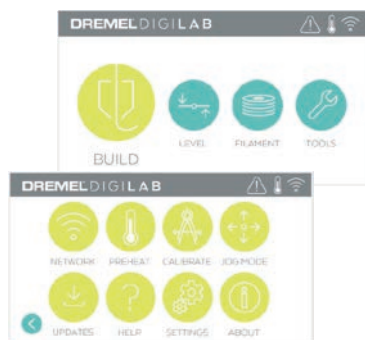 DREMEL DIGILAB
LEVEL FILAMENT TOOLS
BUILD
DREMEL DIGILAB
NETWORK PREHEAT CALIBRATE JOG MODE
UPDATES HELP SETTINGS ABOUT